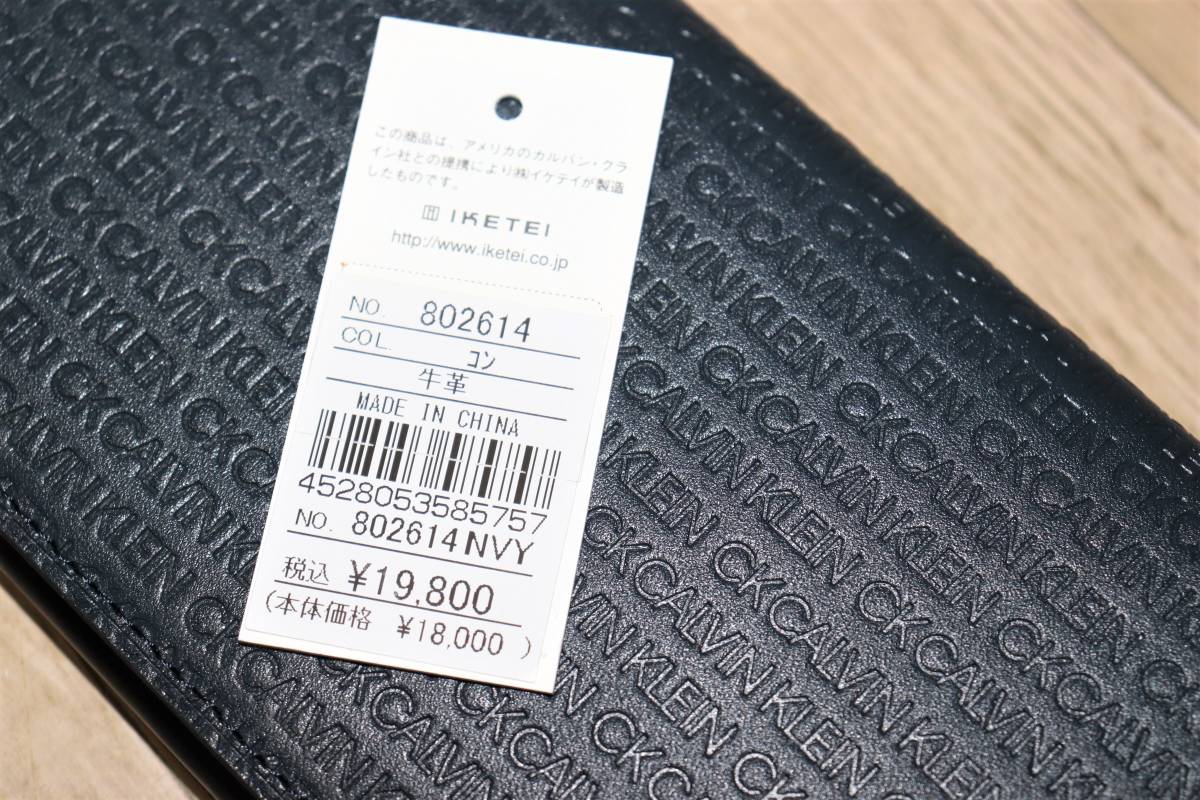 この商品は、アメリカのカルバン・クラ
イン社との提携により㈱イケテイが製造
したものです。
IKETEI
http://www.iketei.co.jp
NO. 802614
COL. コン
牛革
MADE IN CHINA
4528053585757
NO. 802614NVY
税込 ¥19,800
(本体価格 ¥18,000 )
CK CALVIN KLEIN CK CALVIN KLEIN